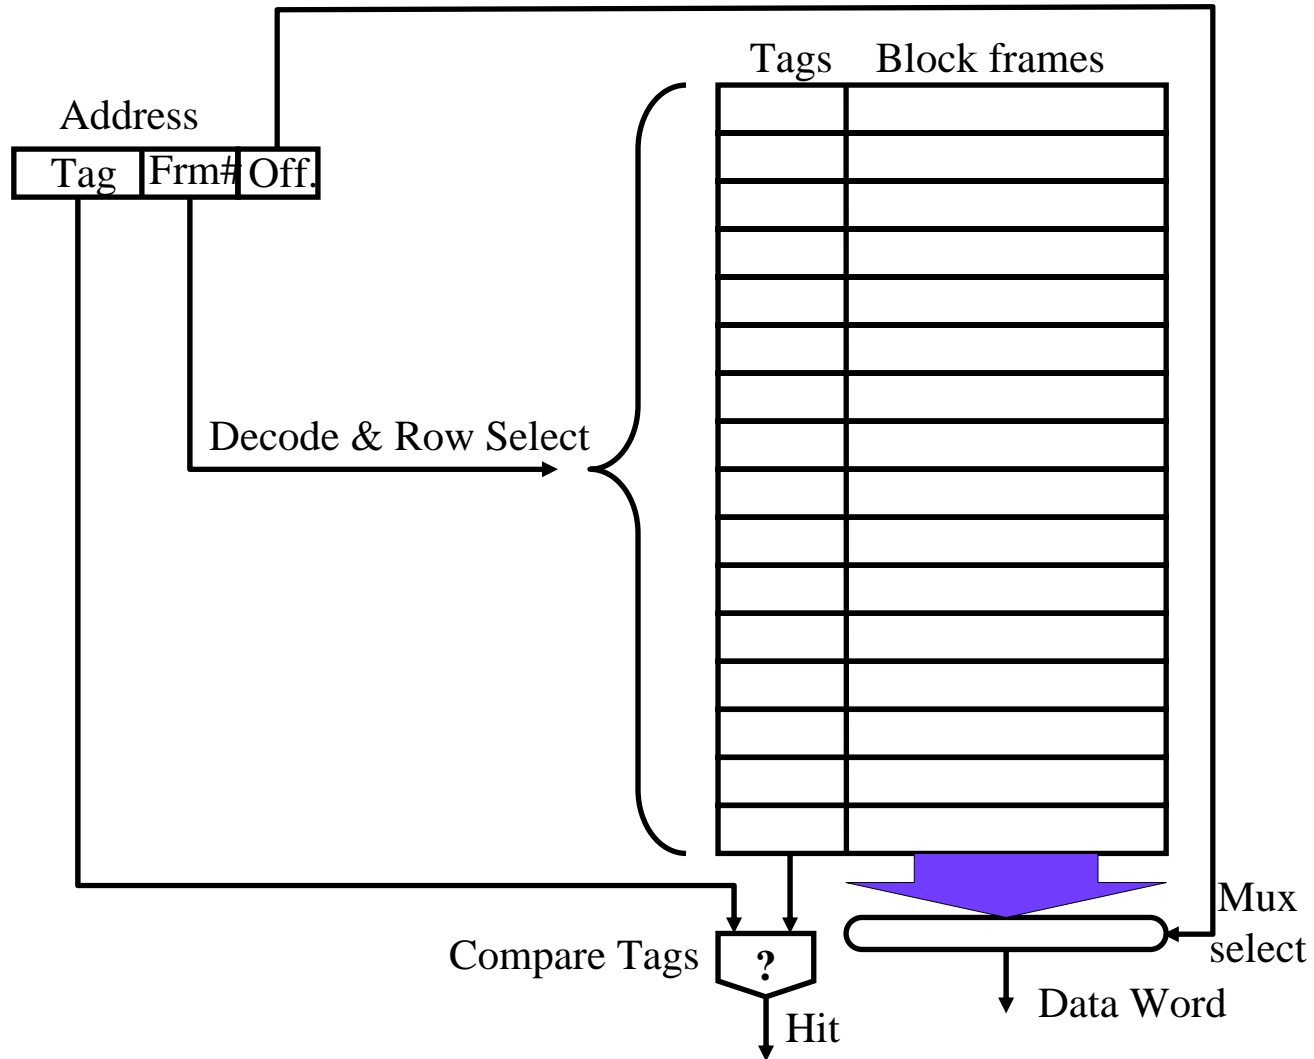 Tags Block frames
Address
Tag Frm# Off.
Decode & Row Select
Mux
select
Compare Tags
?
Data Word
Hit